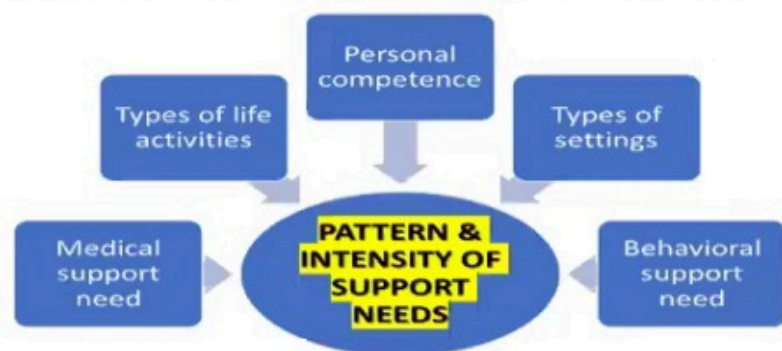 Personal
competence
Types of life
activities
Types of
settings
Medical
support
need
PATTERN &
INTENSITY OF
SUPPORT
NEEDS
Behavioral
support
need